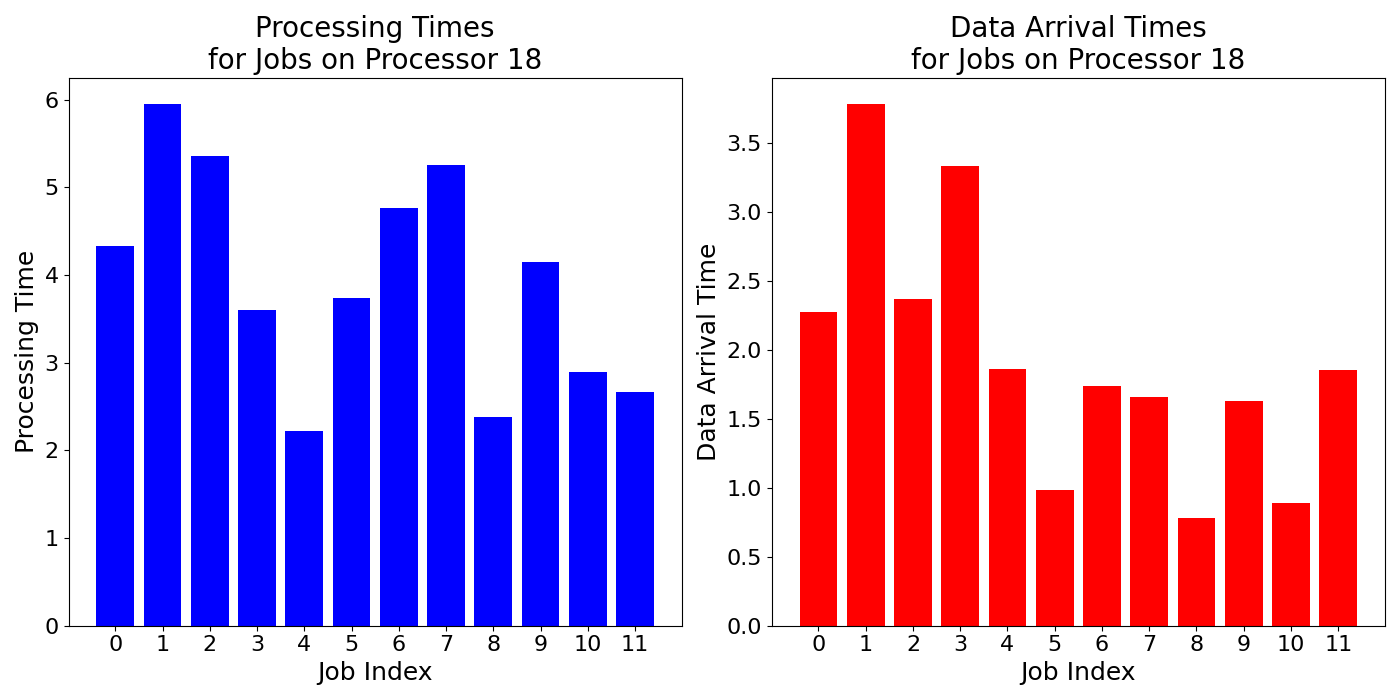 Processing Times
for Jobs on Processor 18
Processing Time
6
5
4
3
2
1
0
0 1 2 3 4 5 6 7 8 9 10 11
Job Index
Data Arrival Times
for Jobs on Processor 18
Data Arrival Time
3.5
3.0
2.5
2.0
1.5
1.0
0.5
0.0
0 1 2 3 4 5 6 7 8 9 10 11
Job Index